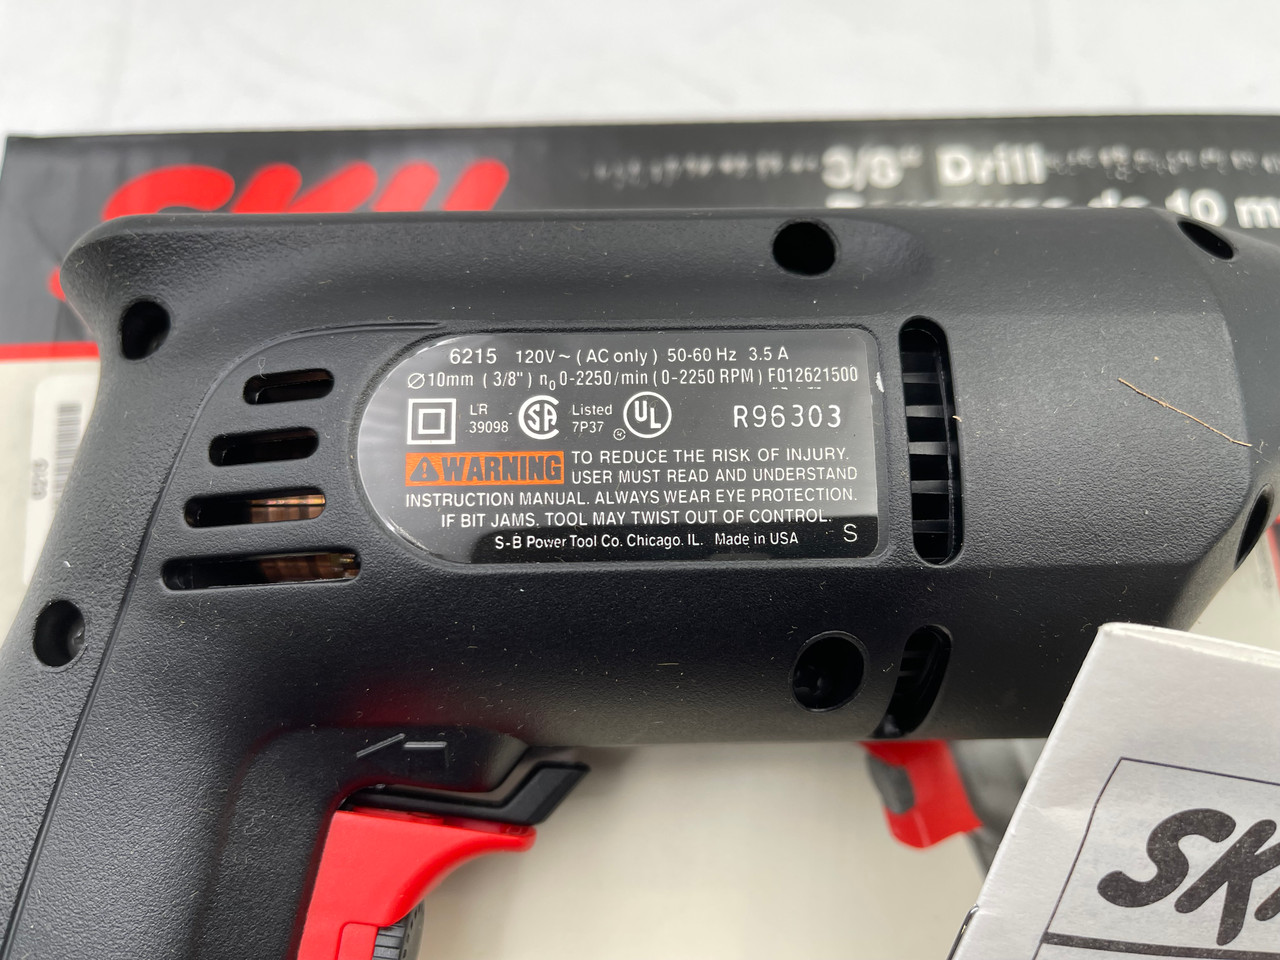 SKIL
3/8" Drill
6215 120V~ (AC only) 50-60 Hz 3.5 A
⌀10mm (3/8") n₀ 0-2250/min (0-2250 RPM) F012621500
LR
39098
Listed
7P37
UL
R96303
WARNING TO REDUCE THE RISK OF INJURY.
USER MUST READ AND UNDERSTAND
INSTRUCTION MANUAL. ALWAYS WEAR EYE PROTECTION.
IF BIT JAMS. TOOL MAY TWIST OUT OF CONTROL.
S-B Power Tool Co. Chicago. IL. Made in USA S
6215